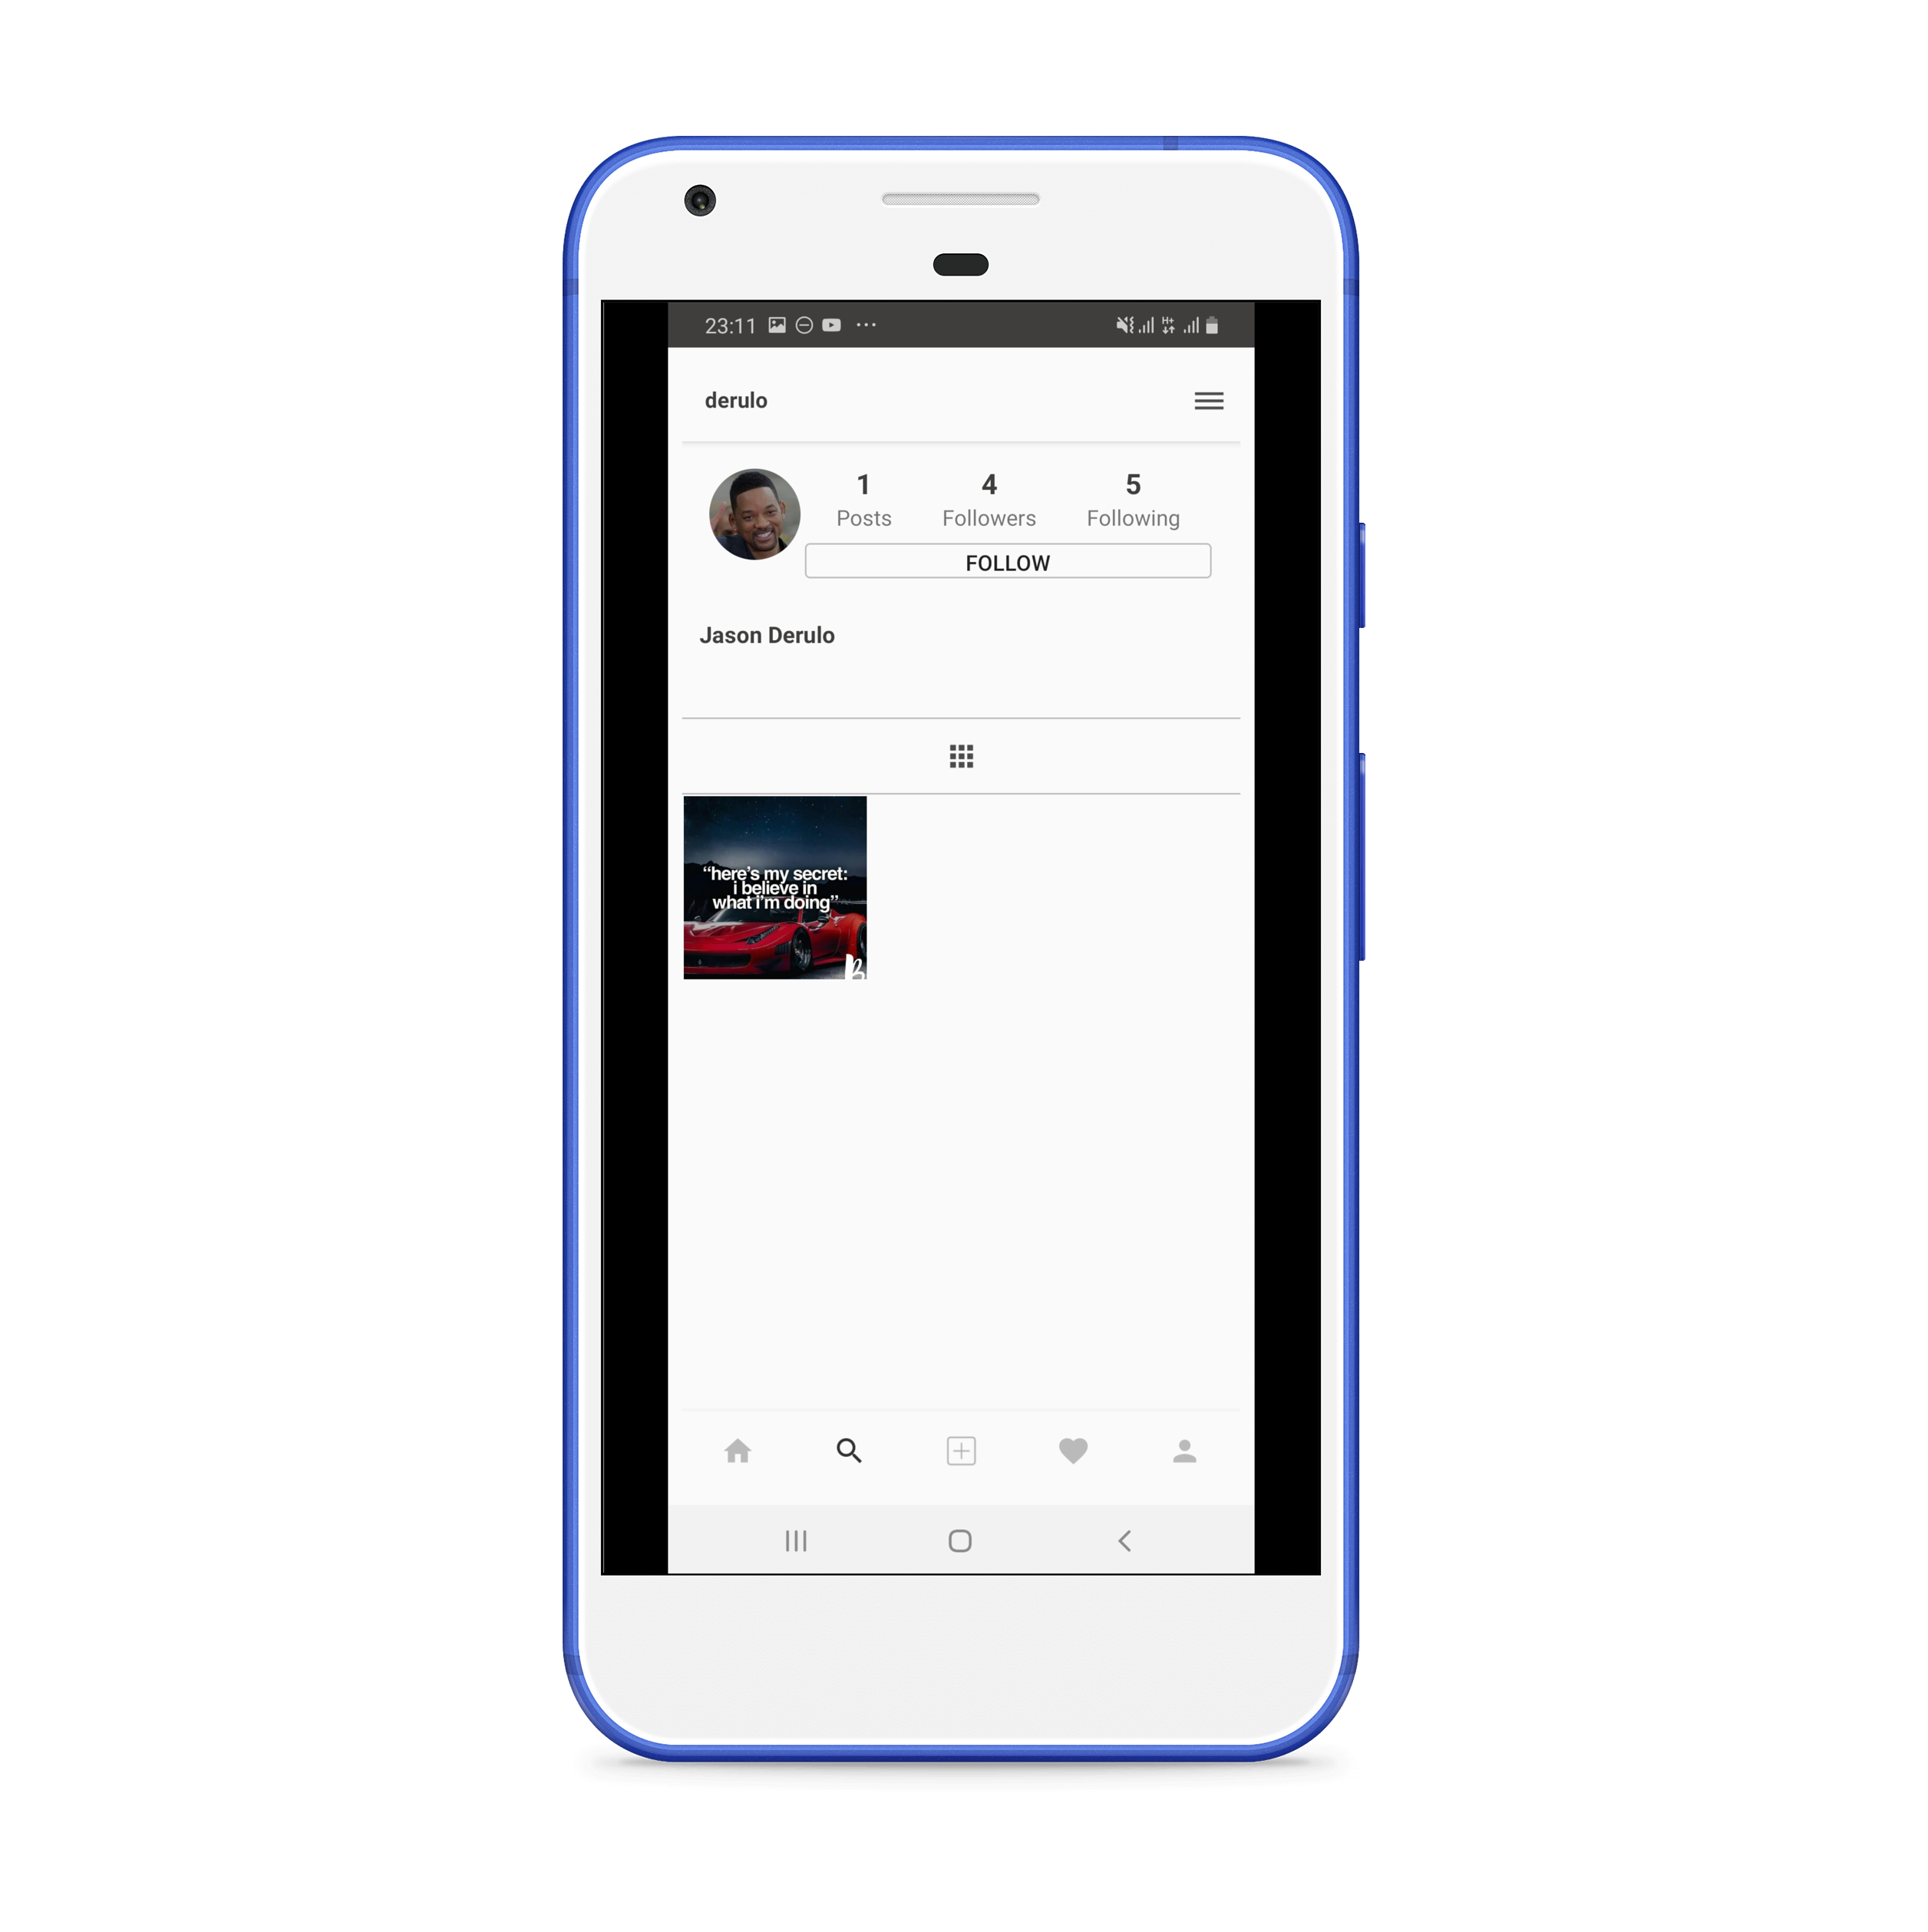 23:11
H+
derulo
1 4 5
Posts Followers Following
FOLLOW
Jason Derulo
“here’s my secret:
i believe in
what i’m doing”
B